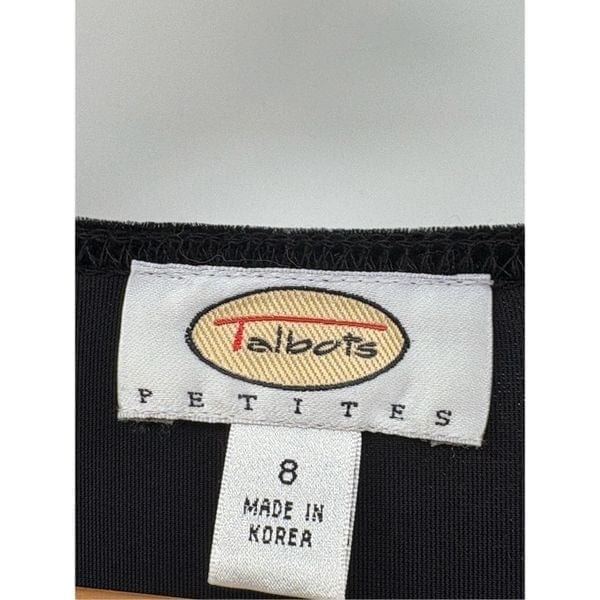 Talbots
PETITES
8
MADE IN
KOREA